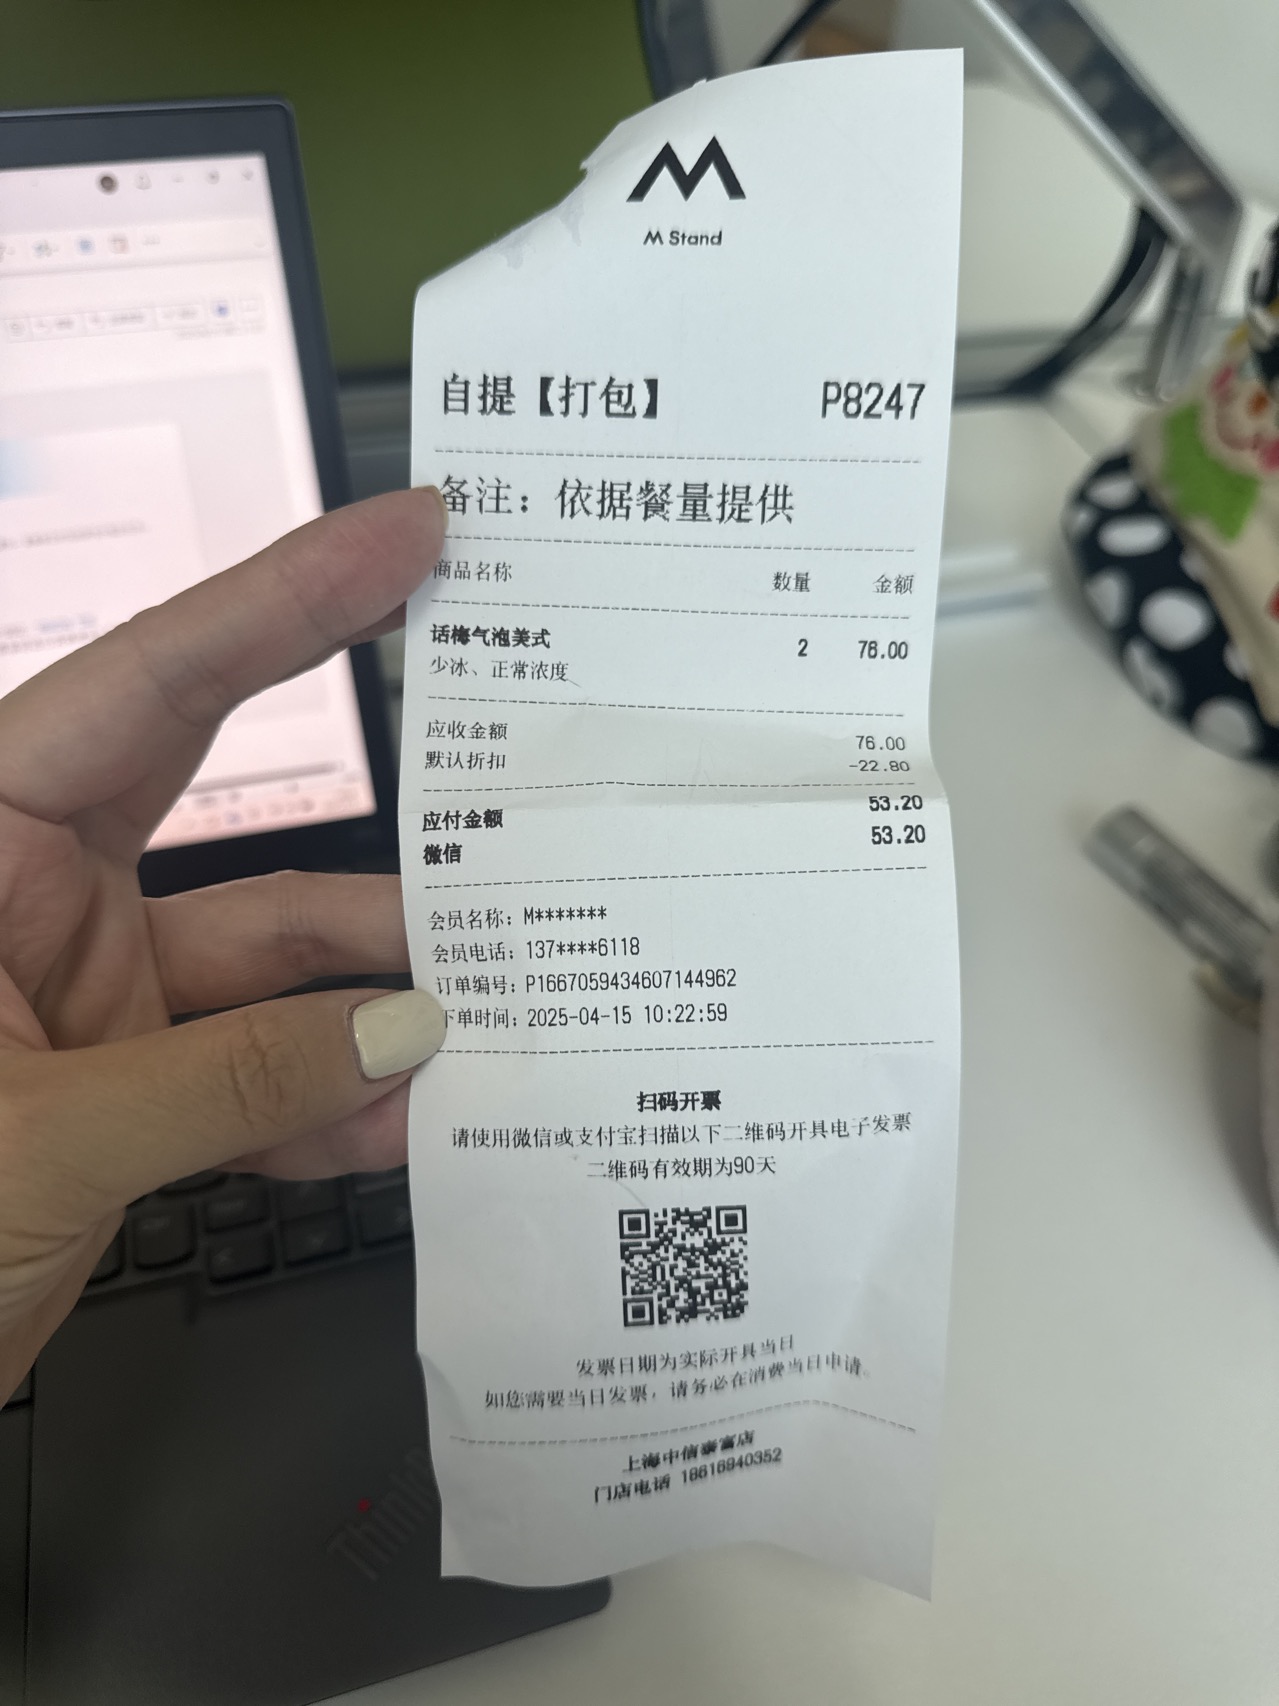 M Stand
自提【打包】 P8247
备注：依据餐量提供
商品名称 数量 金额
话梅气泡美式 2 76.00
少冰、正常浓度
应收金额 76.00
默认折扣 -22.80
应付金额 53.20
微信 53.20
会员名称：M*******
会员电话：137****6118
订单编号：P1667059434607144962
下单时间：2025-04-15 10:22:59
扫码开票
请使用微信或支付宝扫描以下二维码开具电子发票
二维码有效期为90天
发票日期为实际开具当日
如您需要当日发票，请务必在消费当日申请。
上海中信泰富店
门店电话 18616940352